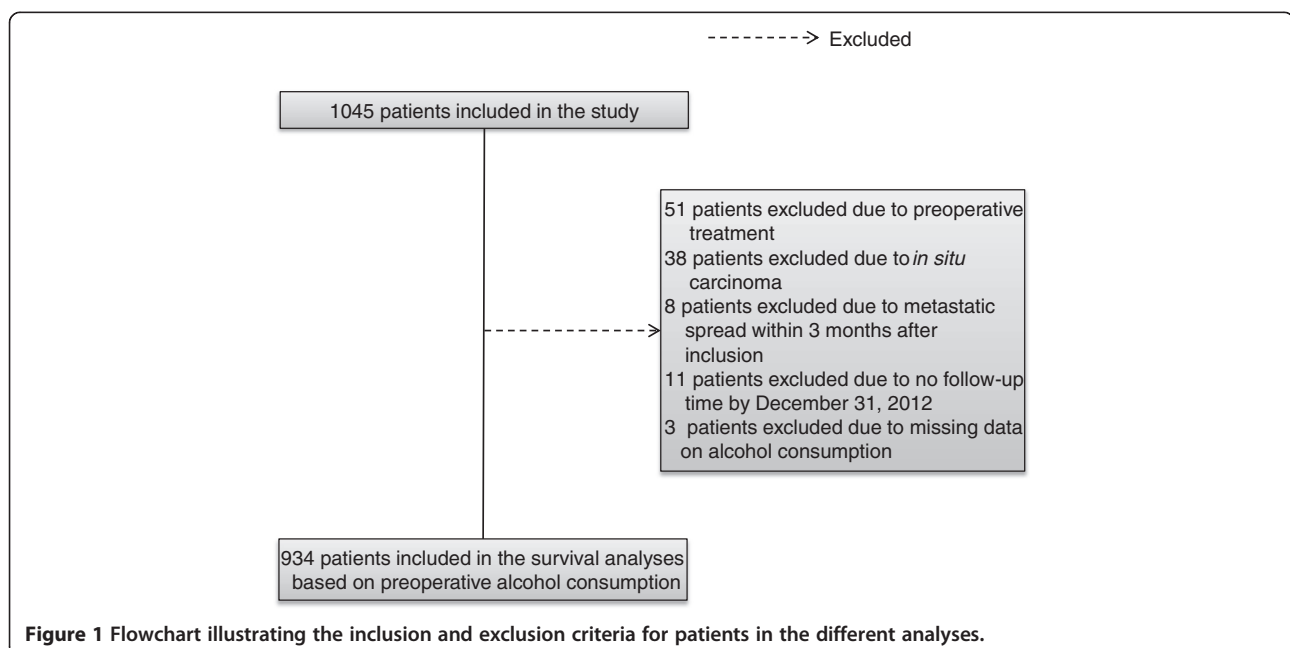 Excluded
1045 patients included in the study
51 patients excluded due to preoperative
treatment
38 patients excluded due to in situ
carcinoma
8 patients excluded due to metastatic
spread within 3 months after
inclusion
11 patients excluded due to no follow-up
time by December 31, 2012
3 patients excluded due to missing data
on alcohol consumption
934 patients included in the survival analyses
based on preoperative alcohol consumption
Figure 1 Flowchart illustrating the inclusion and exclusion criteria for patients in the different analyses.